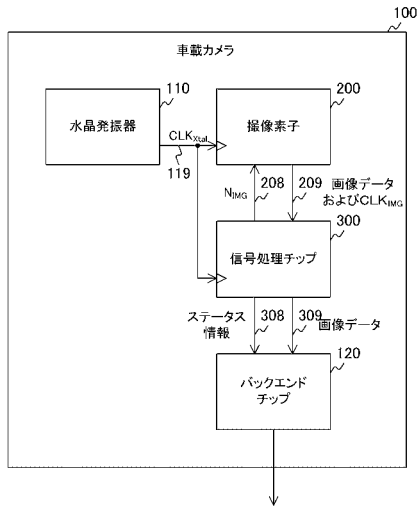 100
車載カメラ
110
水晶発振器
CLKXtal
119
200
撮像素子
NIMG
208
209
画像データ
およびCLKIMG
300
信号処理チップ
ステータス
情報
308
309
画像データ
120
バックエンド
チップ